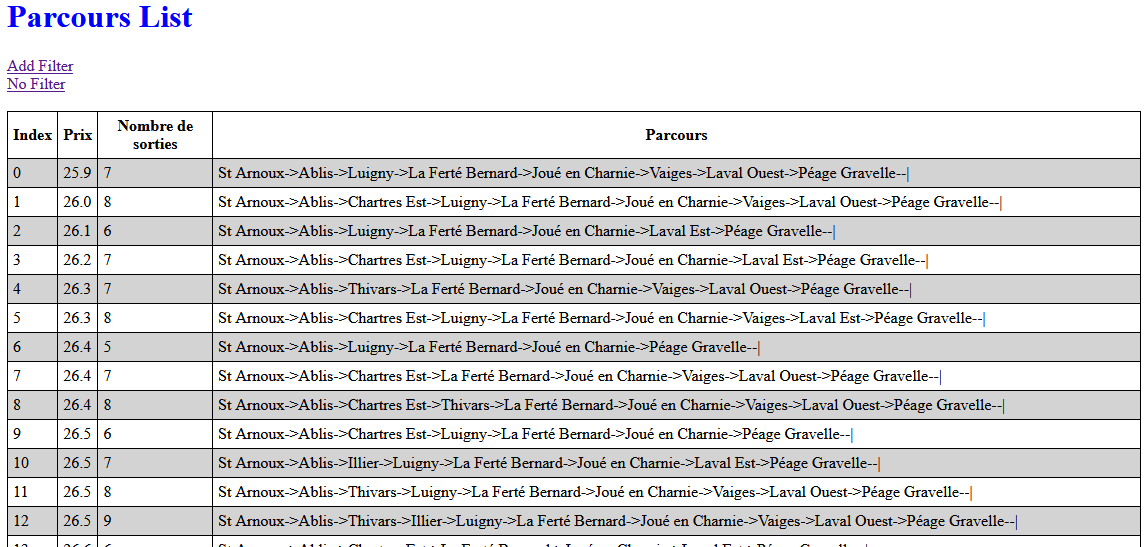 Parcours List
Add Filter
No Filter
Index Prix Nombre de sorties Parcours
0 25.9 7 St Arnoux->Ablis->Luigny->La Ferté Bernard->Joué en Charnie->Vaiges->Laval Ouest->Péage Gravelle--|
1 26.0 8 St Arnoux->Ablis->Chartres Est->Luigny->La Ferté Bernard->Joué en Charnie->Vaiges->Laval Ouest->Péage Gravelle--|
2 26.1 6 St Arnoux->Ablis->Luigny->La Ferté Bernard->Joué en Charnie->Laval Est->Péage Gravelle--|
3 26.2 7 St Arnoux->Ablis->Chartres Est->Luigny->La Ferté Bernard->Joué en Charnie->Laval Est->Péage Gravelle--|
4 26.3 7 St Arnoux->Ablis->Thivars->La Ferté Bernard->Joué en Charnie->Vaiges->Laval Ouest->Péage Gravelle--|
5 26.3 8 St Arnoux->Ablis->Chartres Est->Luigny->La Ferté Bernard->Joué en Charnie->Vaiges->Laval Est->Péage Gravelle--|
6 26.4 5 St Arnoux->Ablis->Luigny->La Ferté Bernard->Joué en Charnie->Péage Gravelle--|
7 26.4 7 St Arnoux->Ablis->Chartres Est->La Ferté Bernard->Joué en Charnie->Vaiges->Laval Ouest->Péage Gravelle--|
8 26.4 8 St Arnoux->Ablis->Chartres Est->Thivars->La Ferté Bernard->Joué en Charnie->Vaiges->Laval Ouest->Péage Gravelle--|
9 26.5 6 St Arnoux->Ablis->Chartres Est->Luigny->La Ferté Bernard->Joué en Charnie->Péage Gravelle--|
10 26.5 7 St Arnoux->Ablis->Illier->Luigny->La Ferté Bernard->Joué en Charnie->Laval Est->Péage Gravelle--|
11 26.5 8 St Arnoux->Ablis->Thivars->Luigny->La Ferté Bernard->Joué en Charnie->Vaiges->Laval Ouest->Péage Gravelle--|
12 26.5 9 St Arnoux->Ablis->Thivars->Illier->Luigny->La Ferté Bernard->Joué en Charnie->Vaiges->Laval Ouest->Péage Gravelle--|